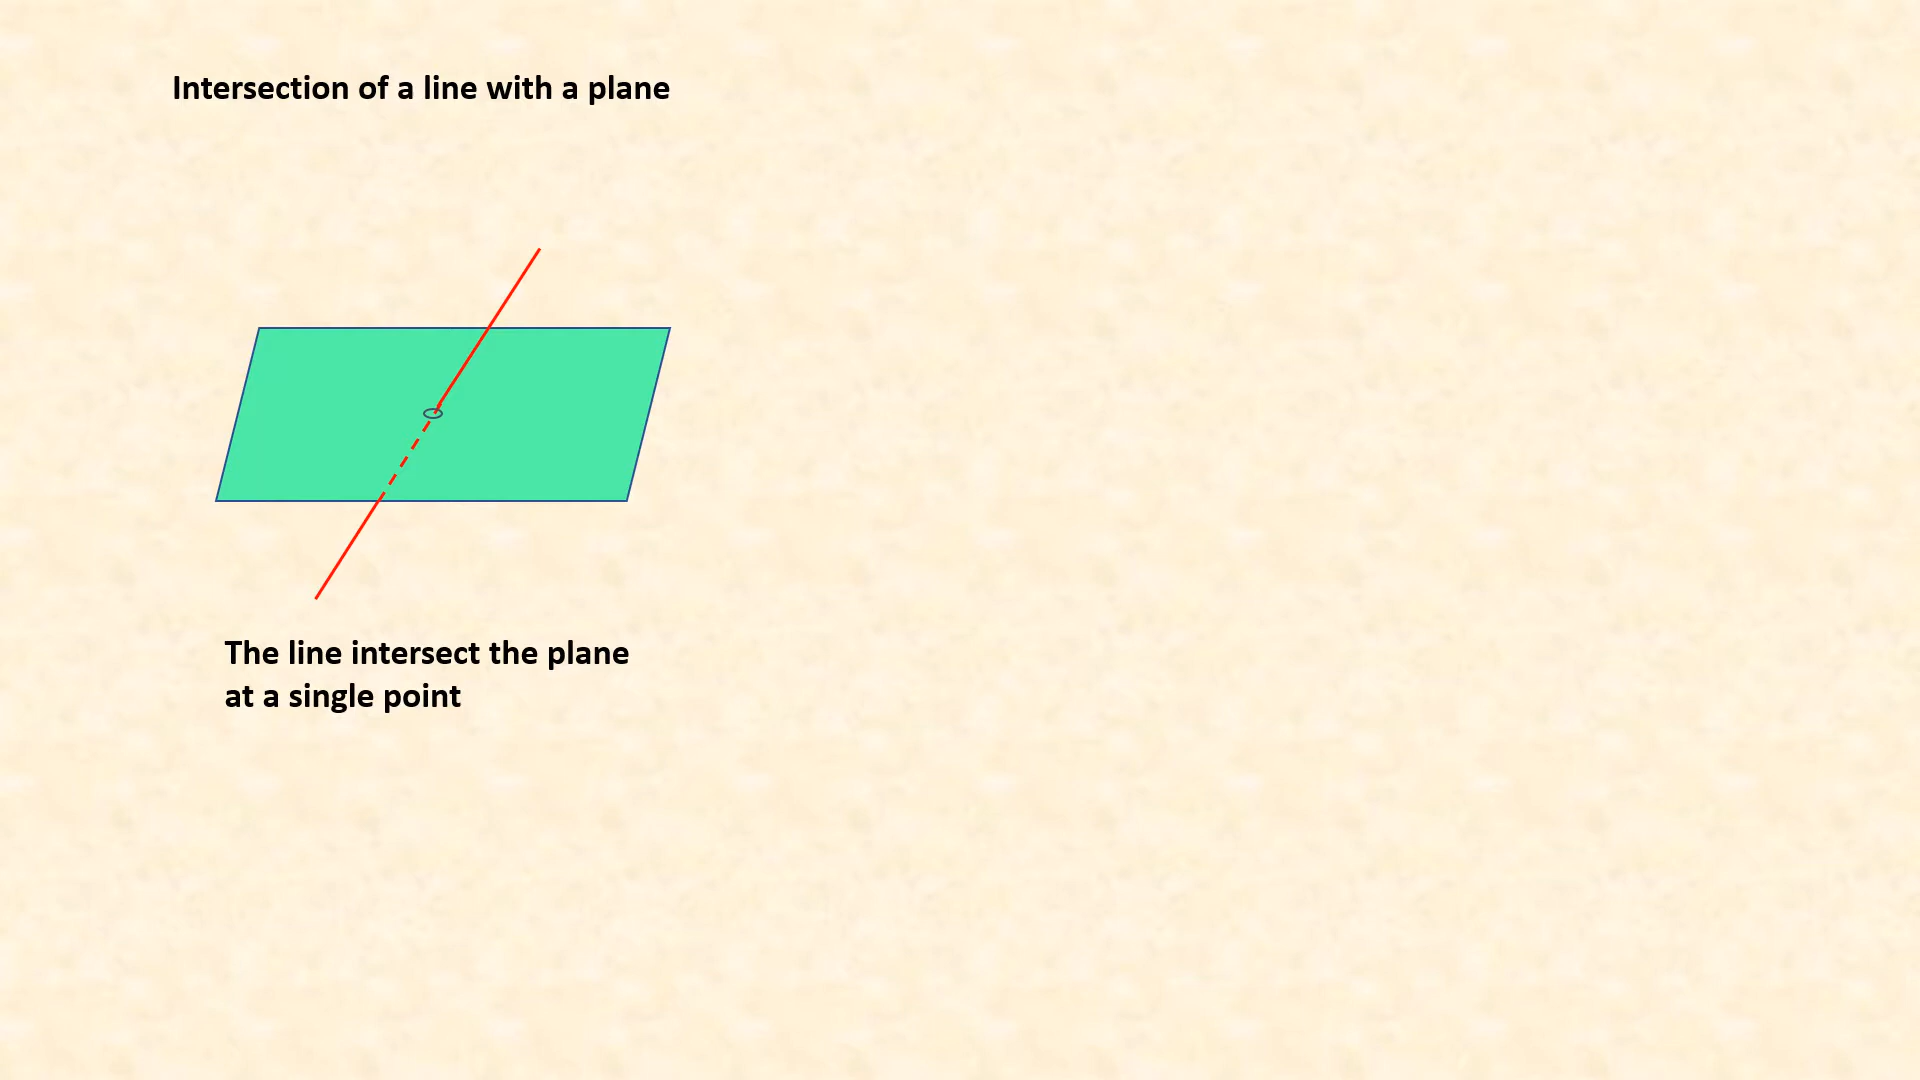 Intersection of a line with a plane
The line intersect the plane
at a single point